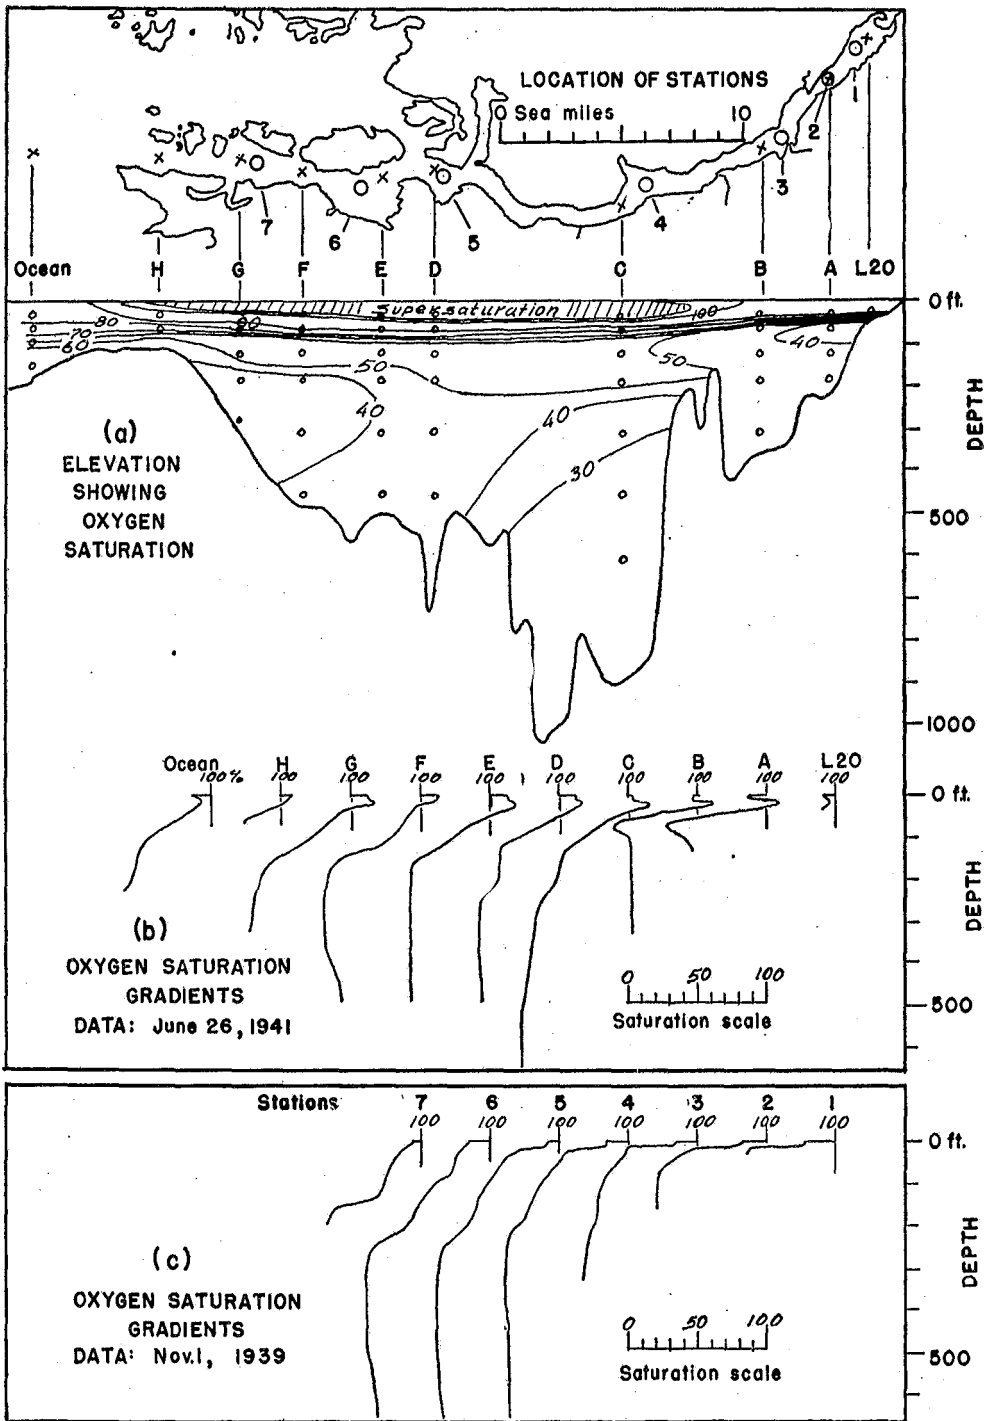 LOCATION OF STATIONS
0 Sea miles 10
1
2
3
4
5
6
7
Ocean H G F E D C B A L20
0 ft.
supersaturation
100
90
80
70
60
50
50
40
40
40
30
500
1000
DEPTH
(a)
ELEVATION
SHOWING
OXYGEN
SATURATION
Ocean H G F E D C B A L20
100% 100 100 100 100 100 100 100 100 100
0 ft.
500
DEPTH
(b)
OXYGEN SATURATION
GRADIENTS
DATA: June 26, 1941
0 50 100
Saturation scale
Stations 7 6 5 4 3 2 1
100 100 100 100 100 100 100
0 ft.
500
DEPTH
(c)
OXYGEN SATURATION
GRADIENTS
DATA: Nov. 1, 1939
0 50 100
Saturation scale